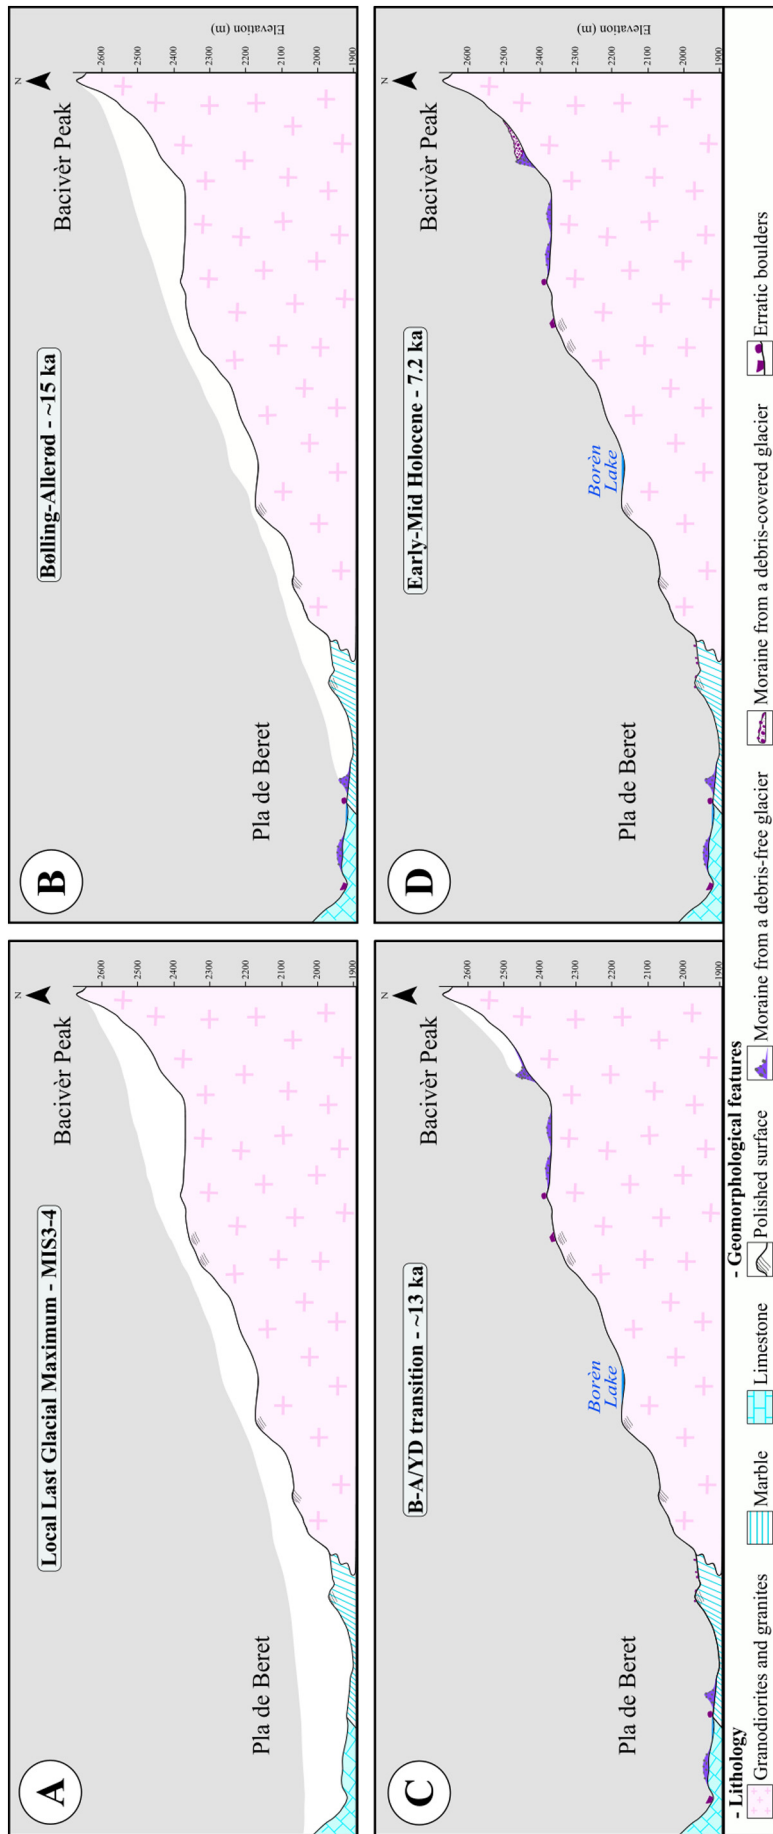 A
Local Last Glacial Maximum - MIS3-4
Bacivèr Peak
N
Pla de Beret
2600
2500
2400
2300
2200
2100
2000
1900
B
Bølling-Allerød - ~15 ka
Bacivèr Peak
N
Pla de Beret
2600
2500
2400
2300
2200
2100
2000
1900
Elevation (m)
C
B-A/YD transition - ~13 ka
Bacivèr Peak
N
Borèn
Lake
Pla de Beret
2600
2500
2400
2300
2200
2100
2000
1900
D
Early-Mid Holocene - 7.2 ka
Bacivèr Peak
N
Borèn
Lake
Pla de Beret
2600
2500
2400
2300
2200
2100
2000
1900
Elevation (m)
- Lithology
- Geomorphological features
Granodiorites and granites
Marble
Limestone
Polished surface
Moraine from a debris-free glacier
Moraine from a debris-covered glacier
Erratic boulders